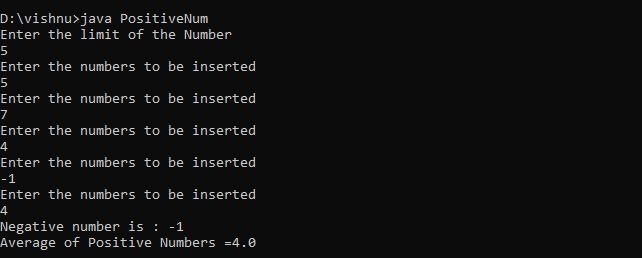 D:\vishnu>java PositiveNum
Enter the limit of the Number
5
Enter the numbers to be inserted
5
Enter the numbers to be inserted
7
Enter the numbers to be inserted
4
Enter the numbers to be inserted
-1
Enter the numbers to be inserted
4
Negative number is : -1
Average of Positive Numbers =4.0